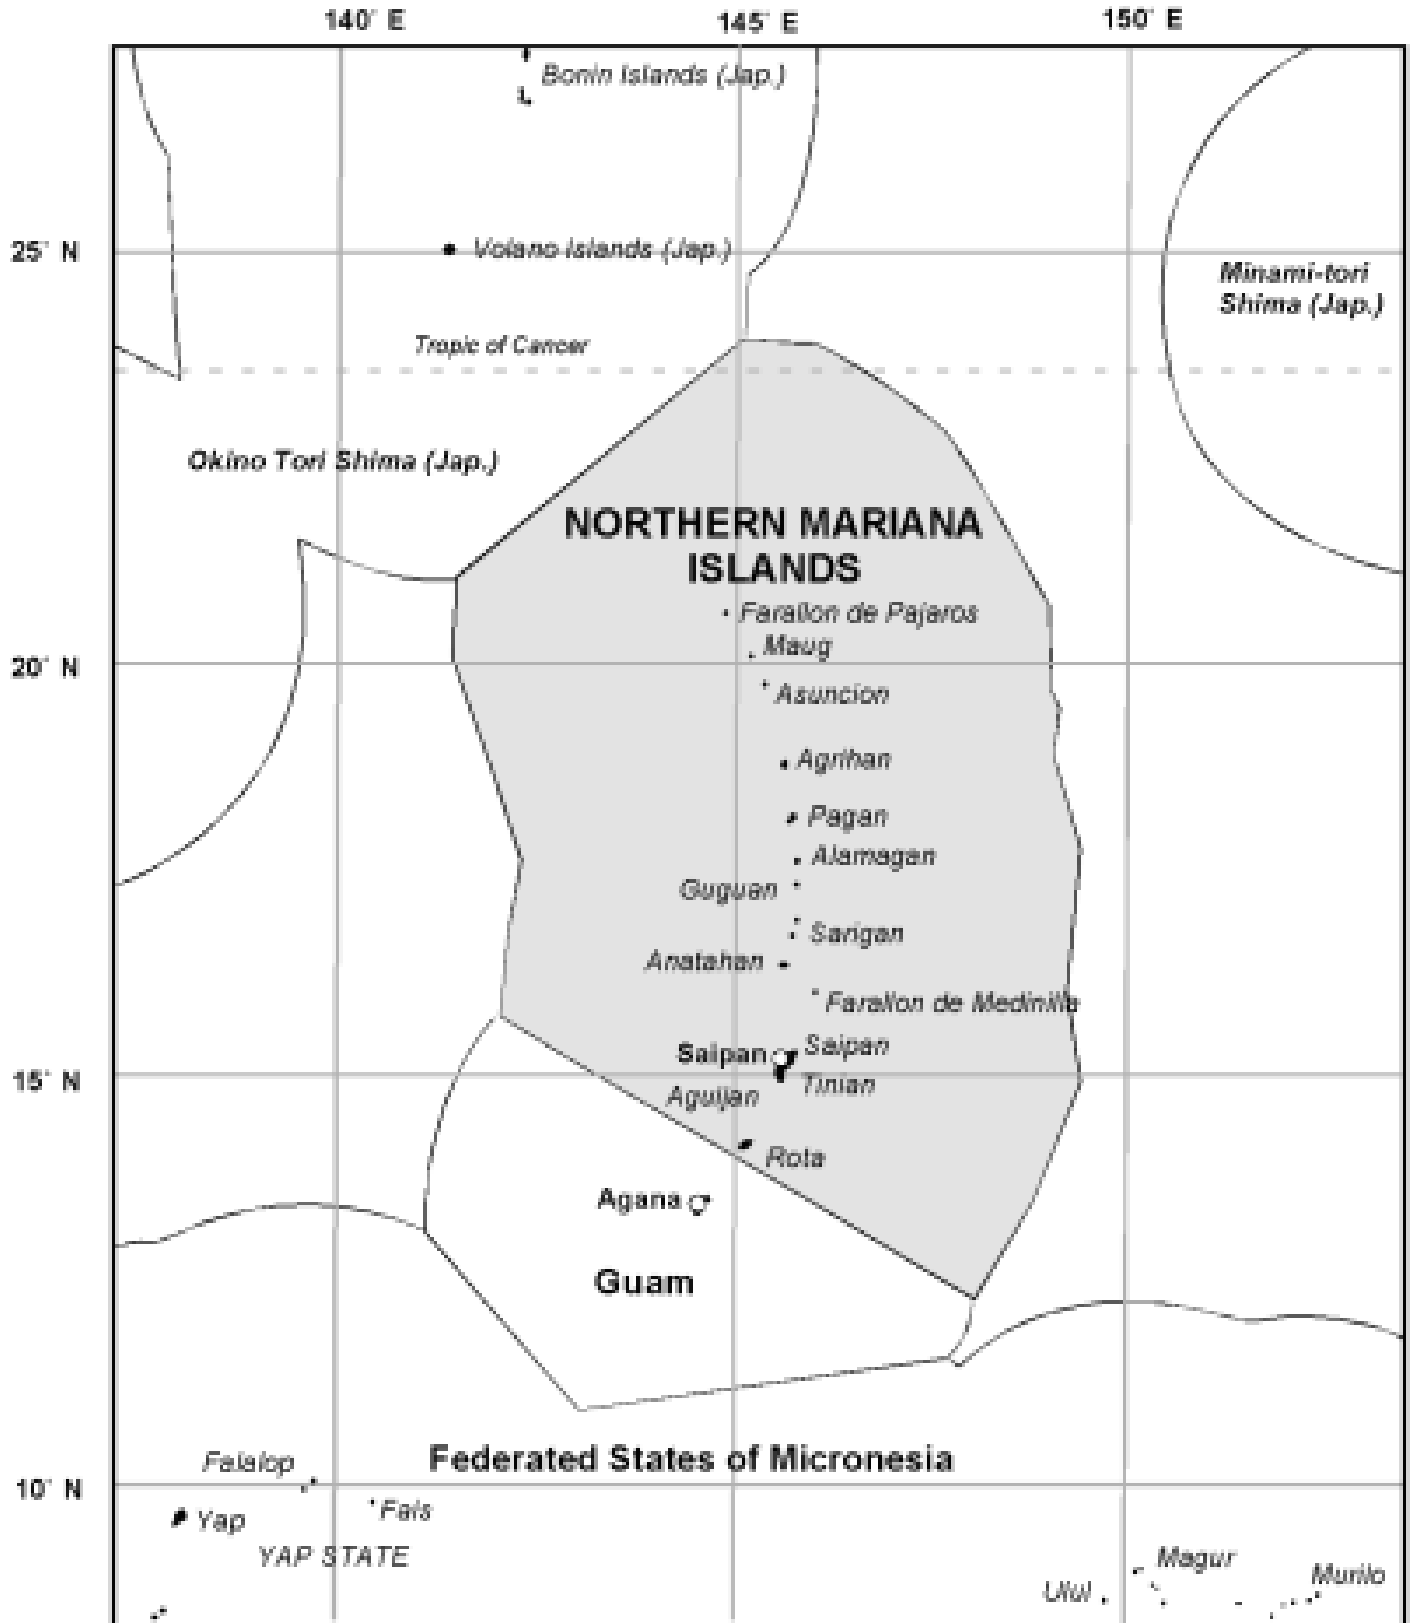 140° E
145° E
150° E
Bonin Islands (Jap.)
25° N
Volano Islands (Jap.)
Minami-tori
Shima (Jap.)
Tropic of Cancer
Okino Tori Shima (Jap.)
NORTHERN MARIANA
ISLANDS
Farallon de Pajaros
Maug
20° N
Asuncion
Agrihan
Pagan
Alamagan
Guguan
Sarigan
Anatahan
Farallon de Medinilla
Saipan
Saipan
15° N
Tinian
Aguijan
Rota
Agana
Guam
Federated States of Micronesia
Falalop
10° N
Fais
Yap
YAP STATE
Magur
Ulul
Murilo